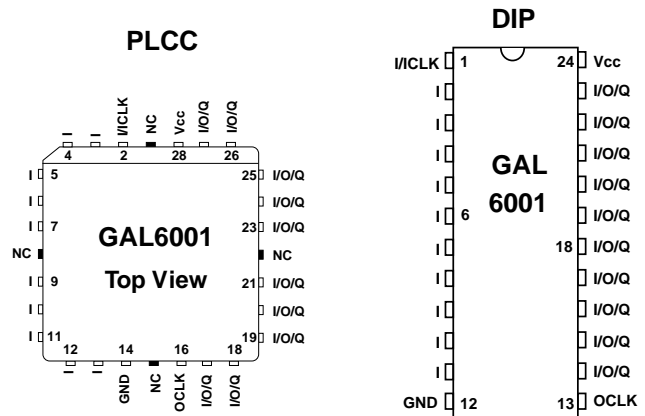 PLCC
I I I/ICLK NC Vcc I/O/Q I/O/Q
4 2 28 26
I 5 25 I/O/Q
I I/O/Q
I 7 23 I/O/Q
GAL6001
NC NC
Top View
I 9 21 I/O/Q
I I/O/Q
I 11 19 I/O/Q
12 14 16 18
I I GND NC OCLK I/O/Q I/O/Q
DIP
I/ICLK 1 24 Vcc
I I/O/Q
I I/O/Q
I I/O/Q
GAL
I I/O/Q
6001
I 6 I/O/Q
I 18 I/O/Q
I I/O/Q
I I/O/Q
I I/O/Q
I I/O/Q
GND 12 13 OCLK